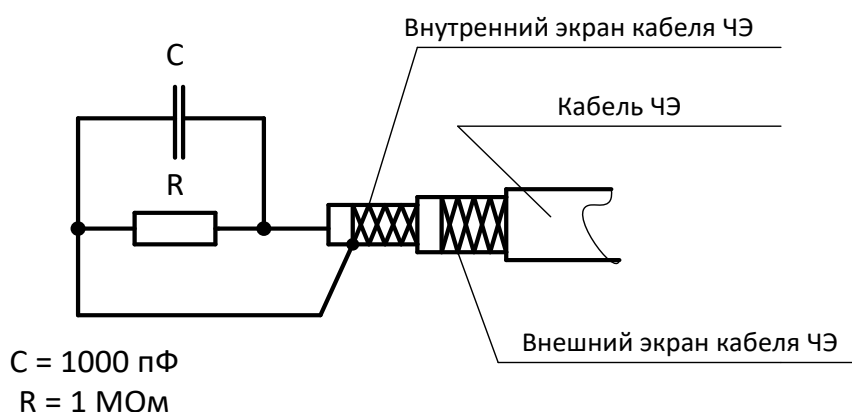 Внутренний экран кабеля ЧЭ
C
Кабель ЧЭ
R
Внешний экран кабеля ЧЭ
C = 1000 пФ
R = 1 МОм